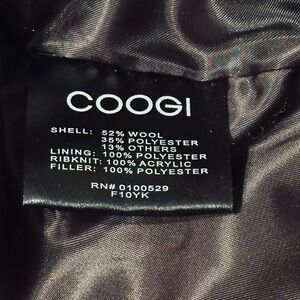 COOGI
SHELL: 52% WOOL
35% POLYESTER
13% OTHERS
LINING: 100% POLYESTER
RIBKNIT: 100% ACRYLIC
FILLER: 100% POLYESTER
RN# 0100529
F10YK